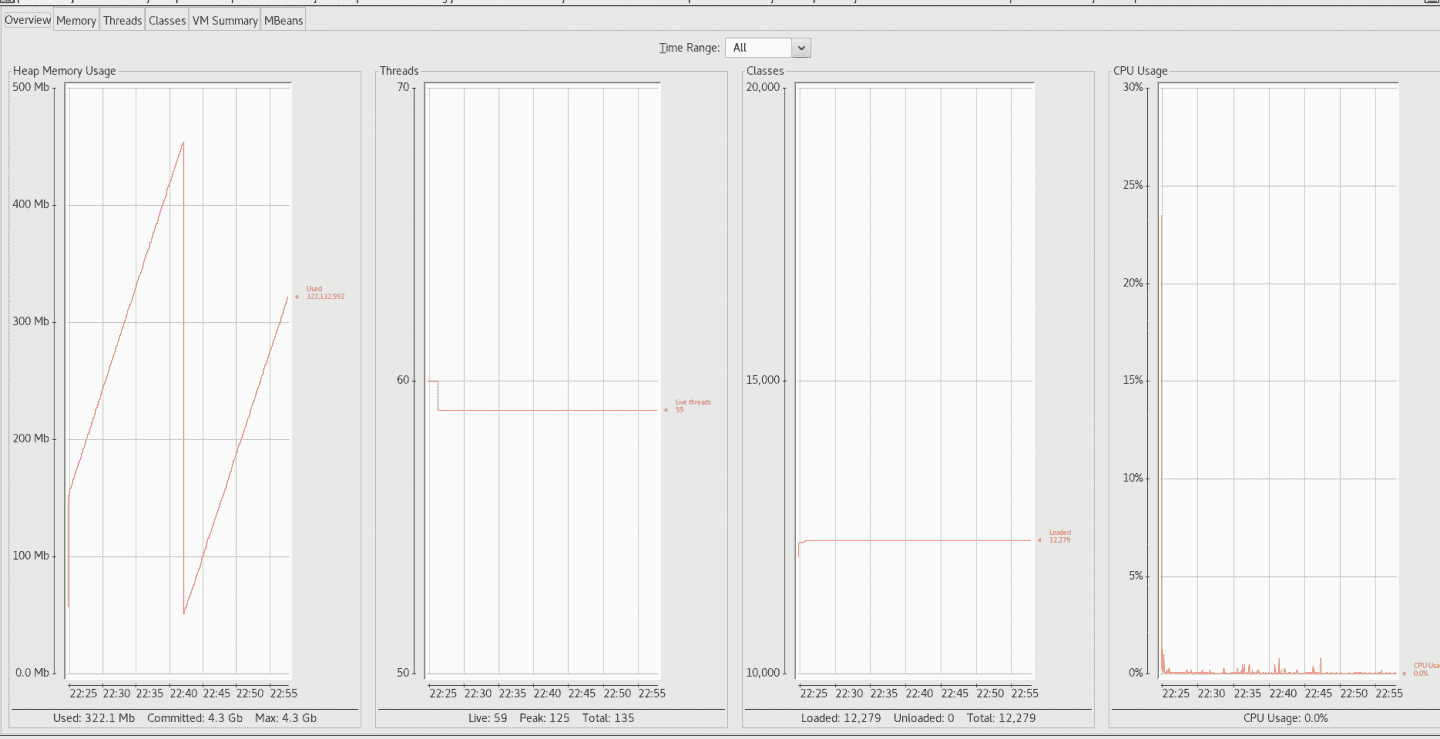 Overview Memory Threads Classes VM Summary MBeans
Time Range: All
Heap Memory Usage
500 Mb
400 Mb
300 Mb
200 Mb
100 Mb
0.0 Mb
Used
322,132,992
22:25 22:30 22:35 22:40 22:45 22:50 22:55
Used: 322.1 Mb Committed: 4.3 Gb Max: 4.3 Gb
Threads
70
60
50
Live threads
59
22:25 22:30 22:35 22:40 22:45 22:50 22:55
Live: 59 Peak: 125 Total: 135
Classes
20,000
15,000
10,000
Loaded
12,279
22:25 22:30 22:35 22:40 22:45 22:50 22:55
Loaded: 12,279 Unloaded: 0 Total: 12,279
CPU Usage
30%
25%
20%
15%
10%
5%
0%
CPU Usa
0.0%
22:25 22:30 22:35 22:40 22:45 22:50 22:55
CPU Usage: 0.0%